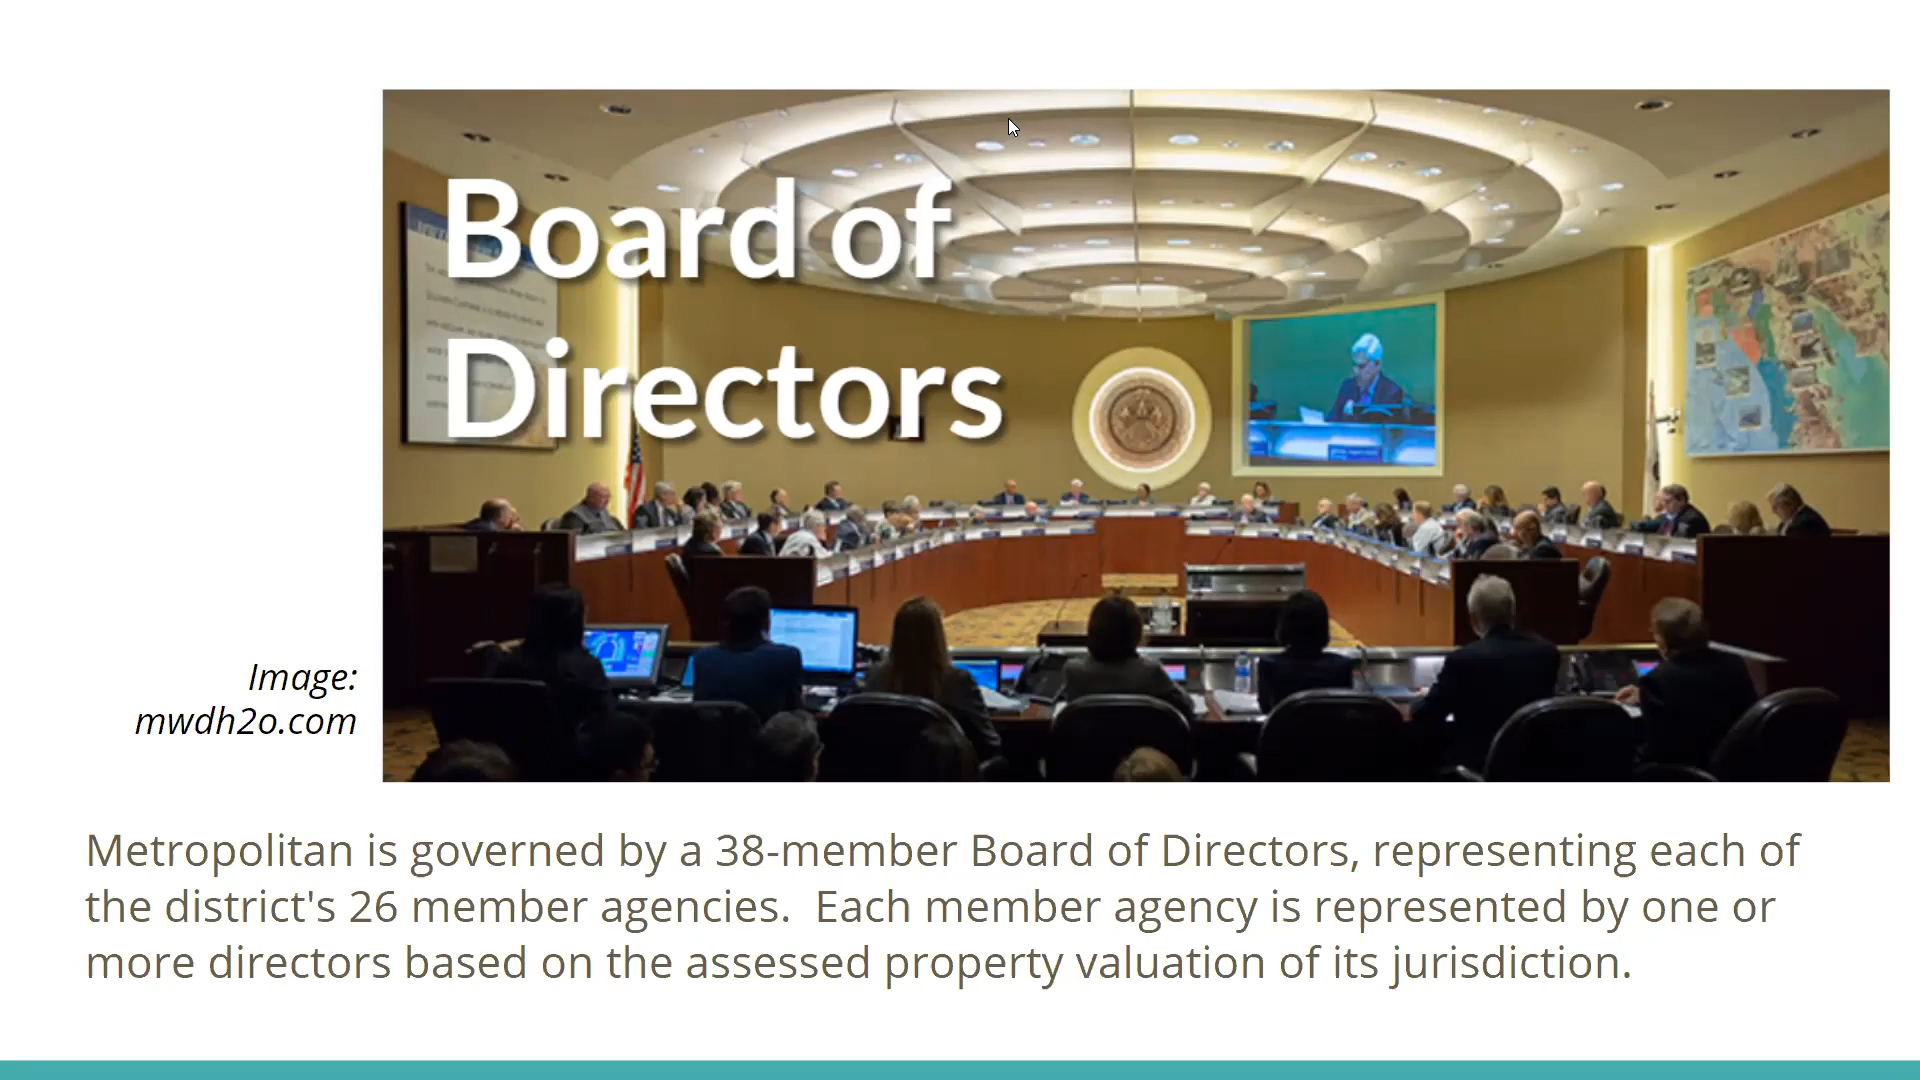 Board of
Directors
Image:
mwdh2o.com
Metropolitan is governed by a 38-member Board of Directors, representing each of
the district's 26 member agencies.  Each member agency is represented by one or
more directors based on the assessed property valuation of its jurisdiction.